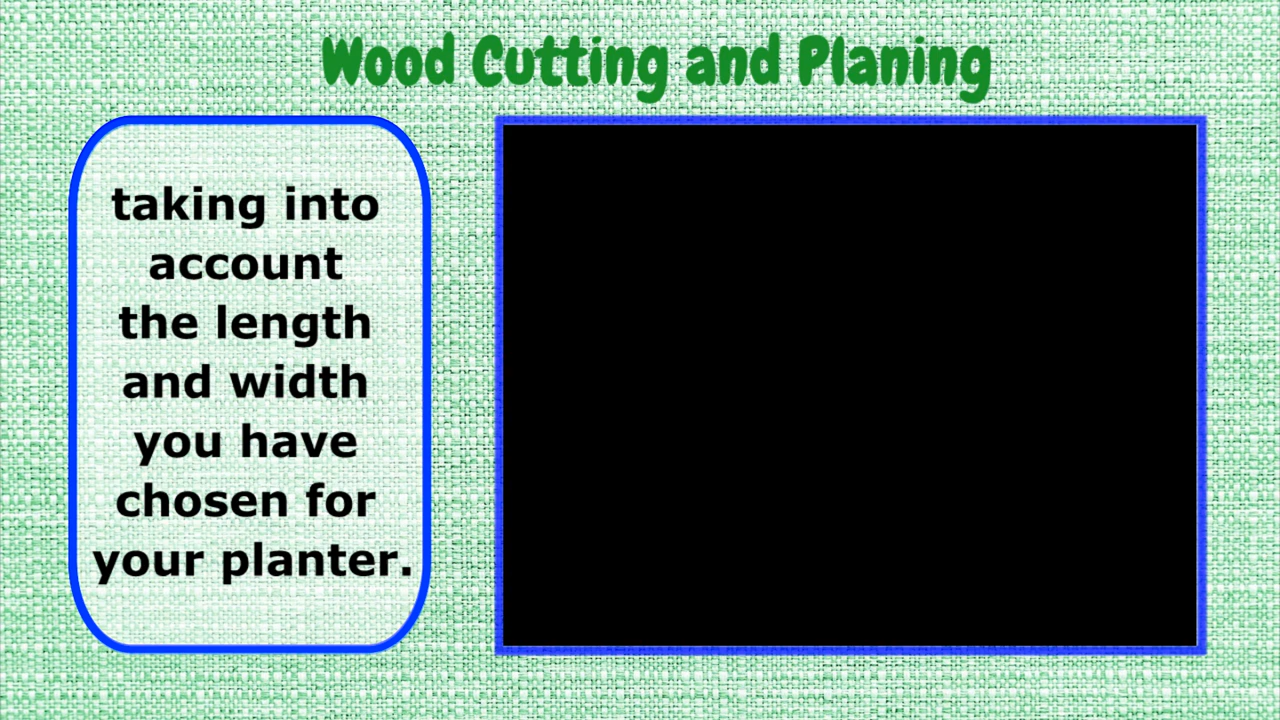 Wood Cutting and Planing
taking into
account
the length
and width
you have
chosen for
your planter.